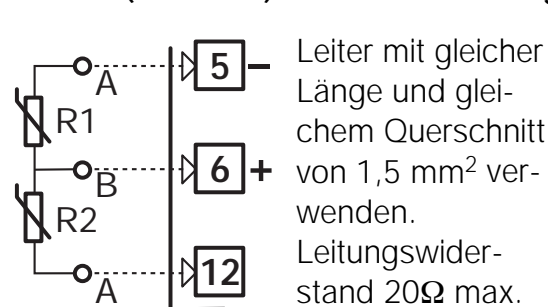 5 –
A
R1
6 +
B
R2
12
A
Leiter mit gleicher
Länge und glei-
chem Querschnitt
von 1,5 mm² ver-
wenden.
Leitungswider-
stand 20Ω max.